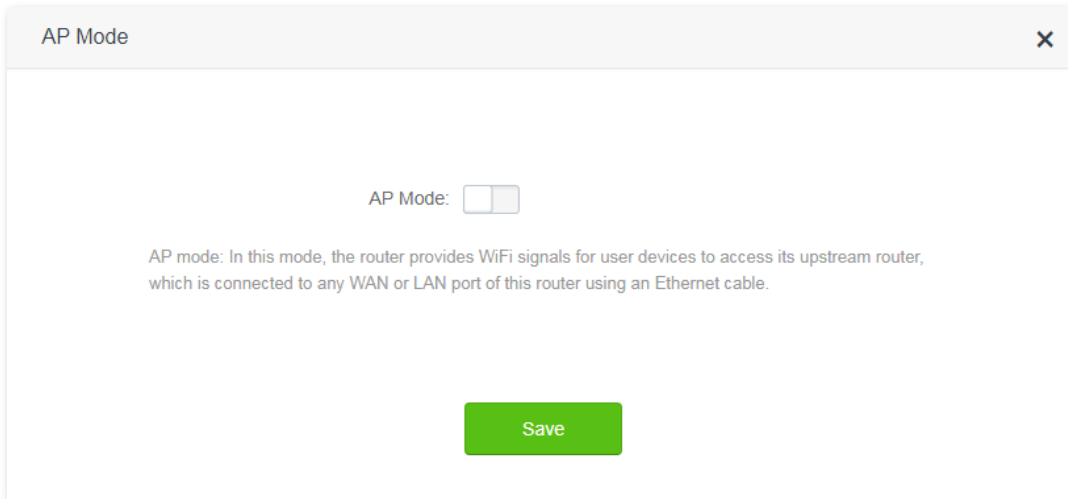 AP Mode
AP Mode:
AP mode: In this mode, the router provides WiFi signals for user devices to access its upstream router,
which is connected to any WAN or LAN port of this router using an Ethernet cable.
Save